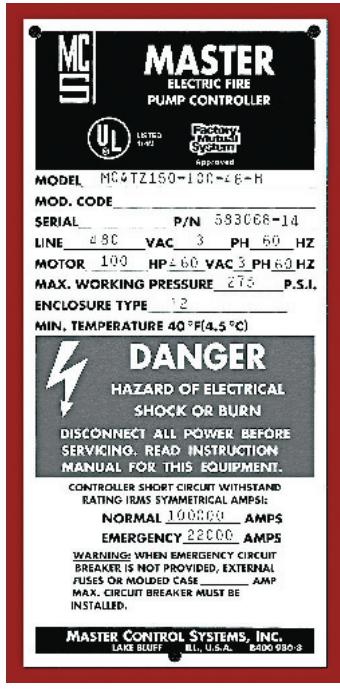 MCS
MASTER
ELECTRIC FIRE
PUMP CONTROLLER
UL LISTED
Factory Mutual System
Approved
MODEL MC4TZ150-100-46-H
MOD. CODE
SERIAL P/N 583068-14
LINE 480 VAC 3 PH 60 HZ
MOTOR 100 HP 460 VAC 3 PH 60 HZ
MAX. WORKING PRESSURE 275 P.S.I.
ENCLOSURE TYPE 12
MIN. TEMPERATURE 40 °F(4.5 °C)
DANGER
HAZARD OF ELECTRICAL
SHOCK OR BURN
DISCONNECT ALL POWER BEFORE
SERVICING. READ INSTRUCTION
MANUAL FOR THIS EQUIPMENT.
CONTROLLER SHORT CIRCUIT WITHSTAND
RATING (RMS SYMMETRICAL AMPS):
NORMAL 100000 AMPS
EMERGENCY 22000 AMPS
WARNING: WHEN EMERGENCY CIRCUIT
BREAKER IS NOT PROVIDED, EXTERNAL
FUSES OR MOLDED CASE AMP
MAX. CIRCUIT BREAKER MUST BE
INSTALLED.
MASTER CONTROL SYSTEMS, INC.
LAKE BLUFF ILL., U.S.A. B400 980-3